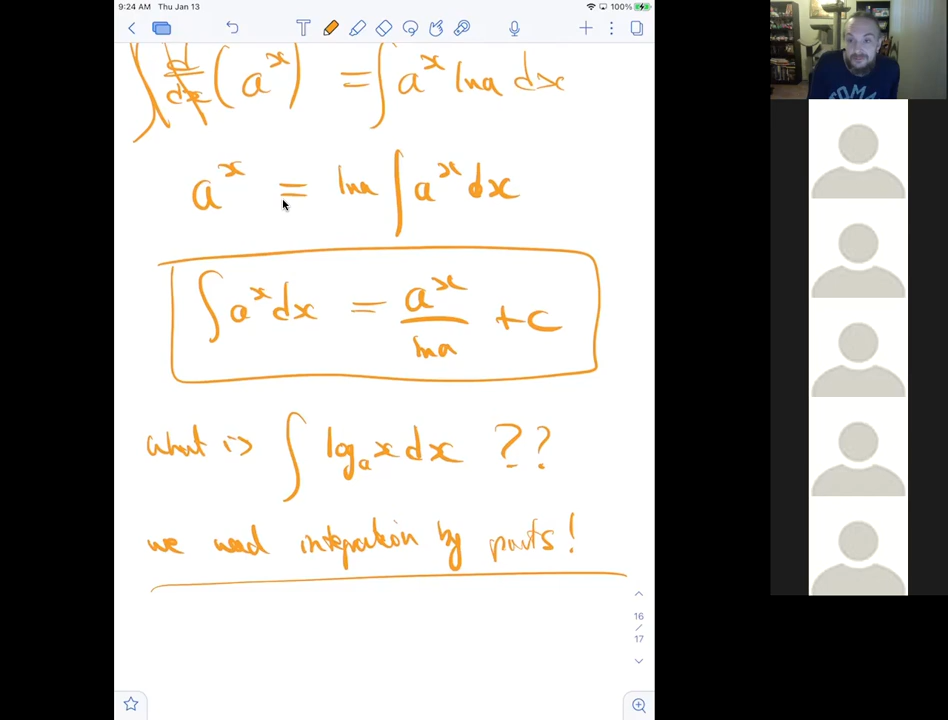 9:24 AM Thu Jan 13
100%
∫ d/dx (a^x) = ∫ a^x ln a dx
a^x = ln a ∫ a^x dx
∫ a^x dx = a^x / ln a + c
what is ∫ log_a x dx ??
we need integration by parts!
16
/
17
TOMA